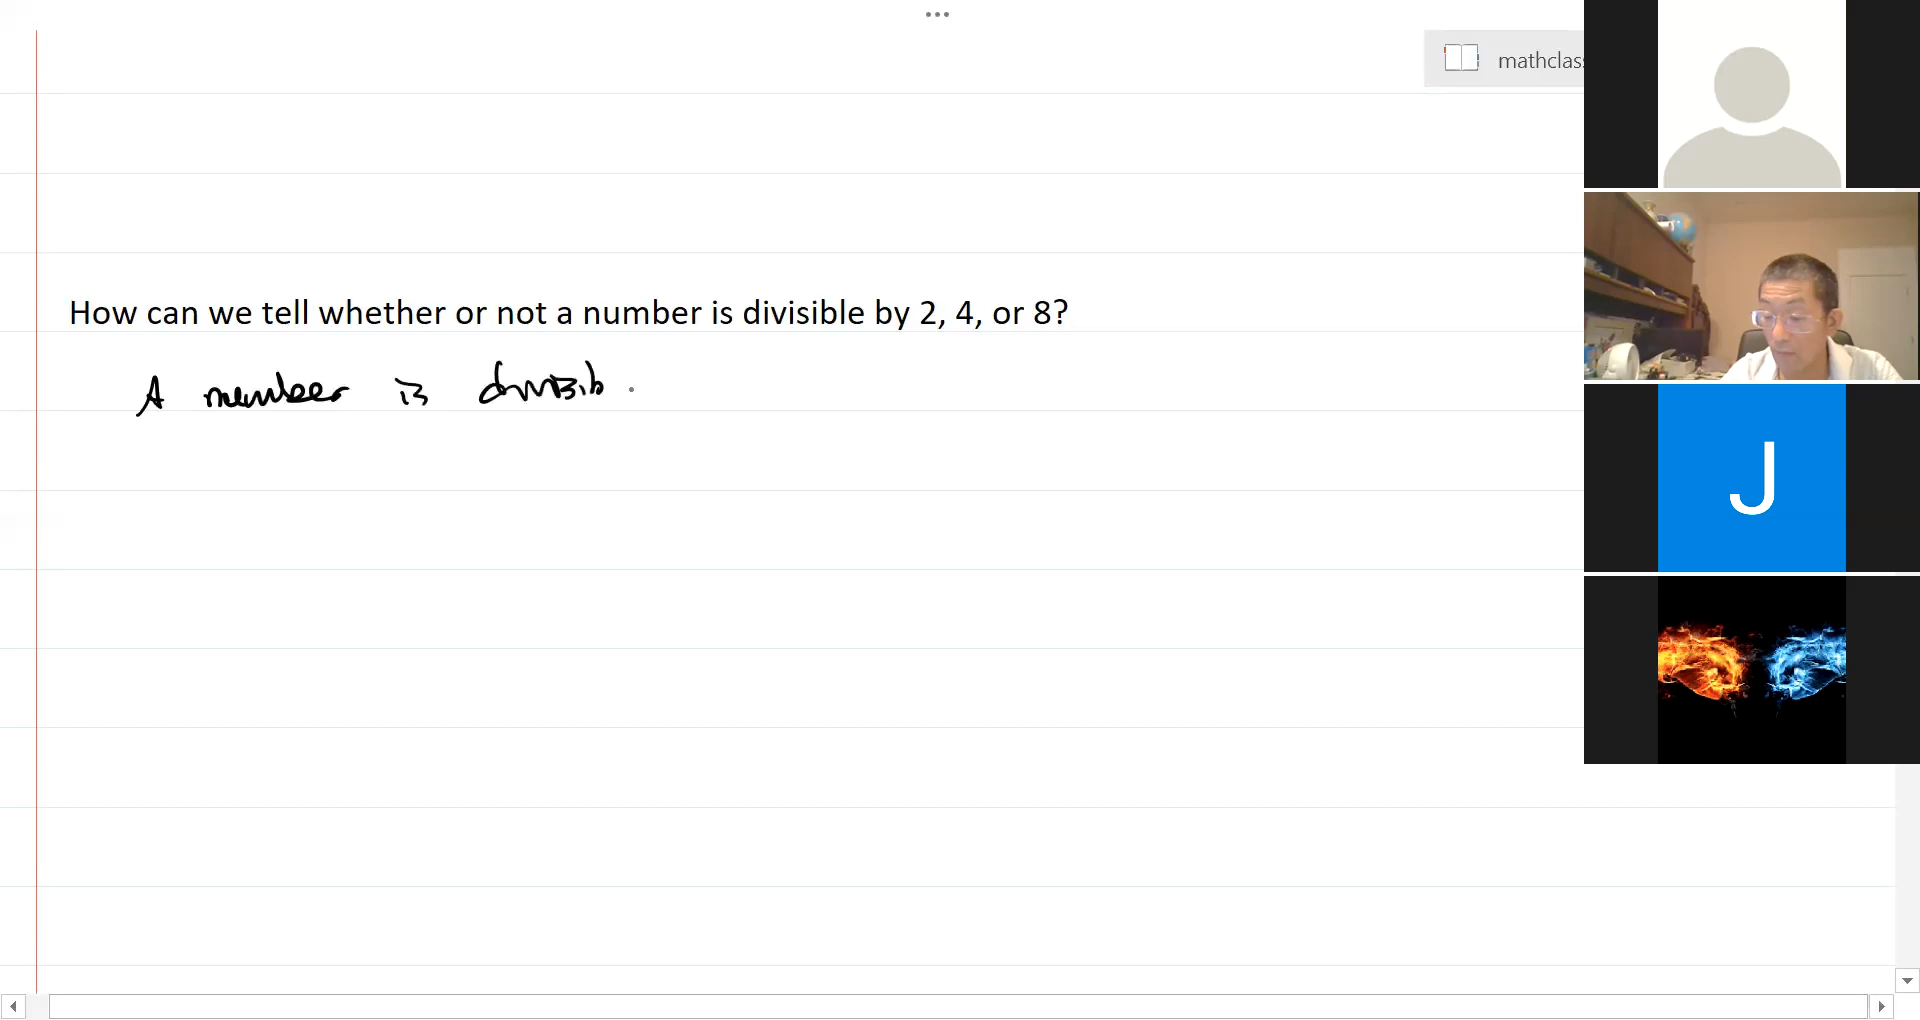 mathclas
How can we tell whether or not a number is divisible by 2, 4, or 8?
A number is divisib
J